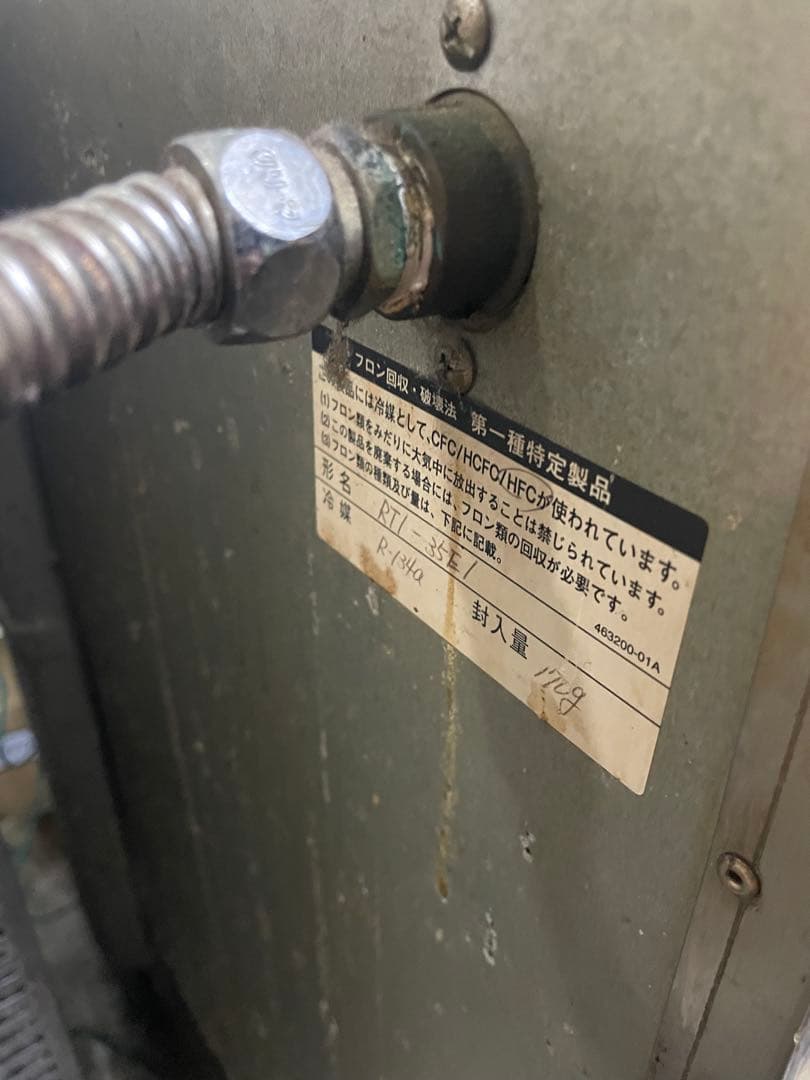 フロン回収・破壊法 第一種特定製品
この製品には冷媒として、CFC/HCFC/HFCが使われています。
(1)フロン類をみだりに大気中に放出することは禁じられています。
(2)この製品を廃棄する場合には、フロン類の回収が必要です。
(3)フロン類の種類及び量は、下記に記載。
463200-01A
形名 RTI-35E1
冷媒 R-134a 封入量 170g